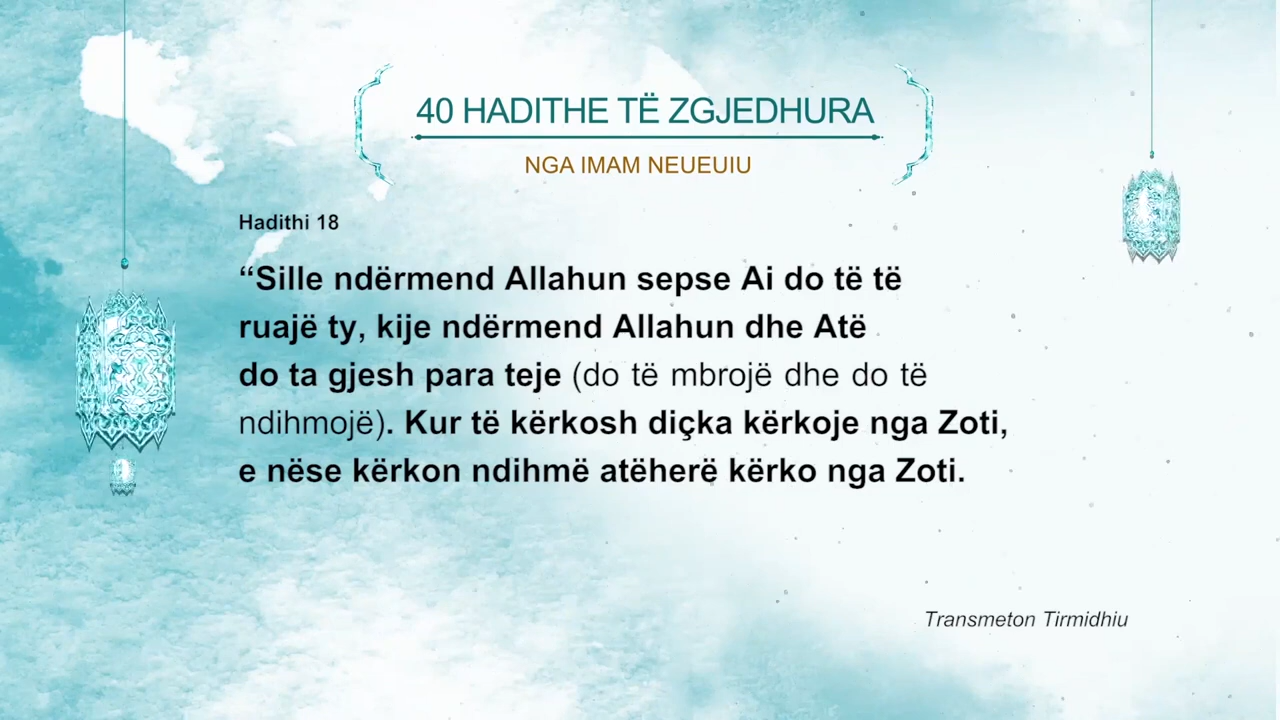 40 HADITHE TË ZGJEDHURA
NGA IMAM NEUEUIU
Hadithi 18
“Sille ndërmend Allahun sepse Ai do të të
ruajë ty, kije ndërmend Allahun dhe Atë
do ta gjesh para teje (do të mbrojë dhe do të
ndihmojë). Kur të kërkosh diçka kërkoje nga Zoti,
e nëse kërkon ndihmë atëherë kërko nga Zoti.
Transmeton Tirmidhiu